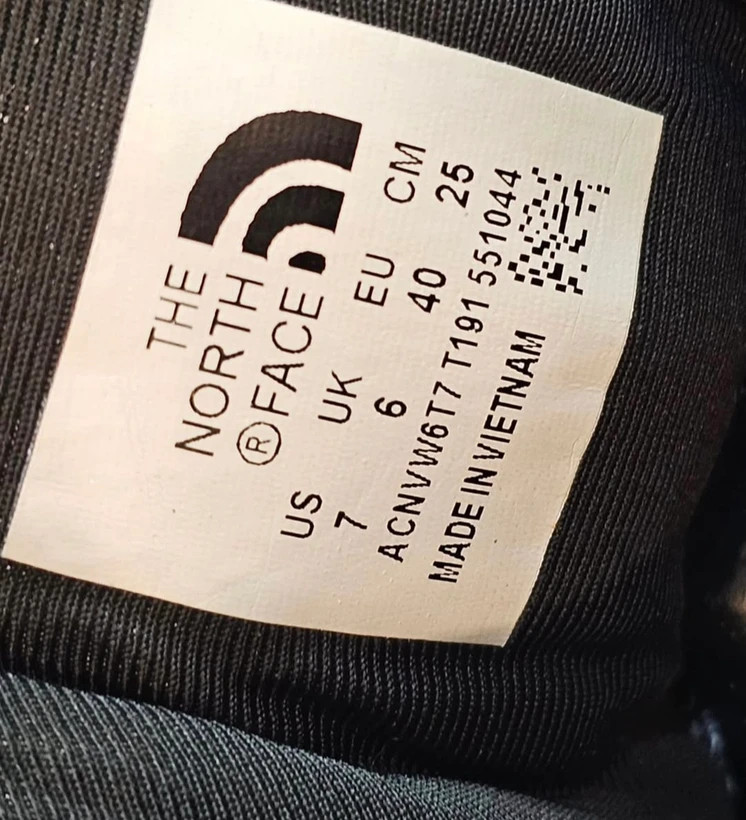 THE
NORTH
®FACE
US UK EU CM
7 6 40 25
ACNVW6T7 T191 551044
MADE IN VIETNAM